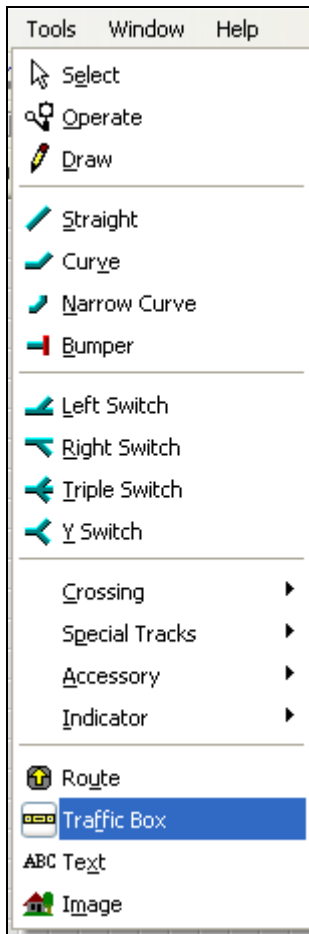 Tools Window Help
Select
Operate
Draw
Straight
Curve
Narrow Curve
Bumper
Left Switch
Right Switch
Triple Switch
Y Switch
Crossing
Special Tracks
Accessory
Indicator
Route
Traffic Box
ABC Text
Image